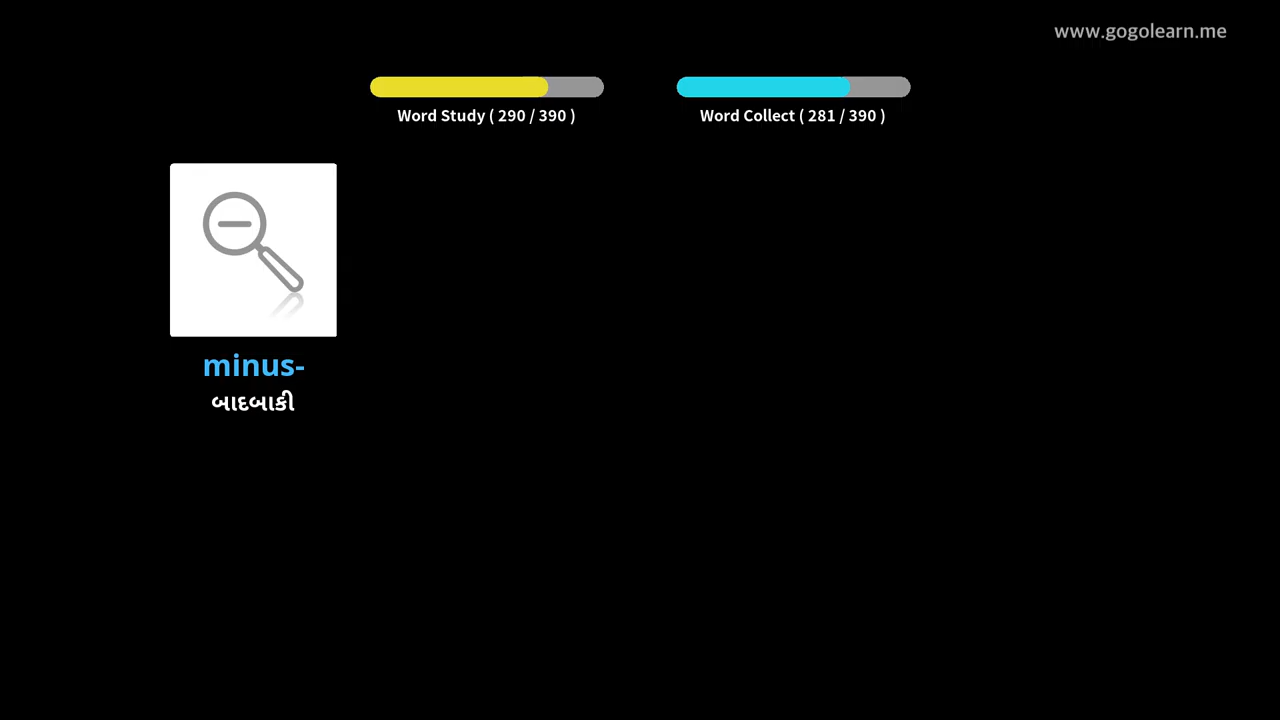 www.gogolearn.me
Word Study ( 290 / 390 )
Word Collect ( 281 / 390 )
minus-
બાદબાકી